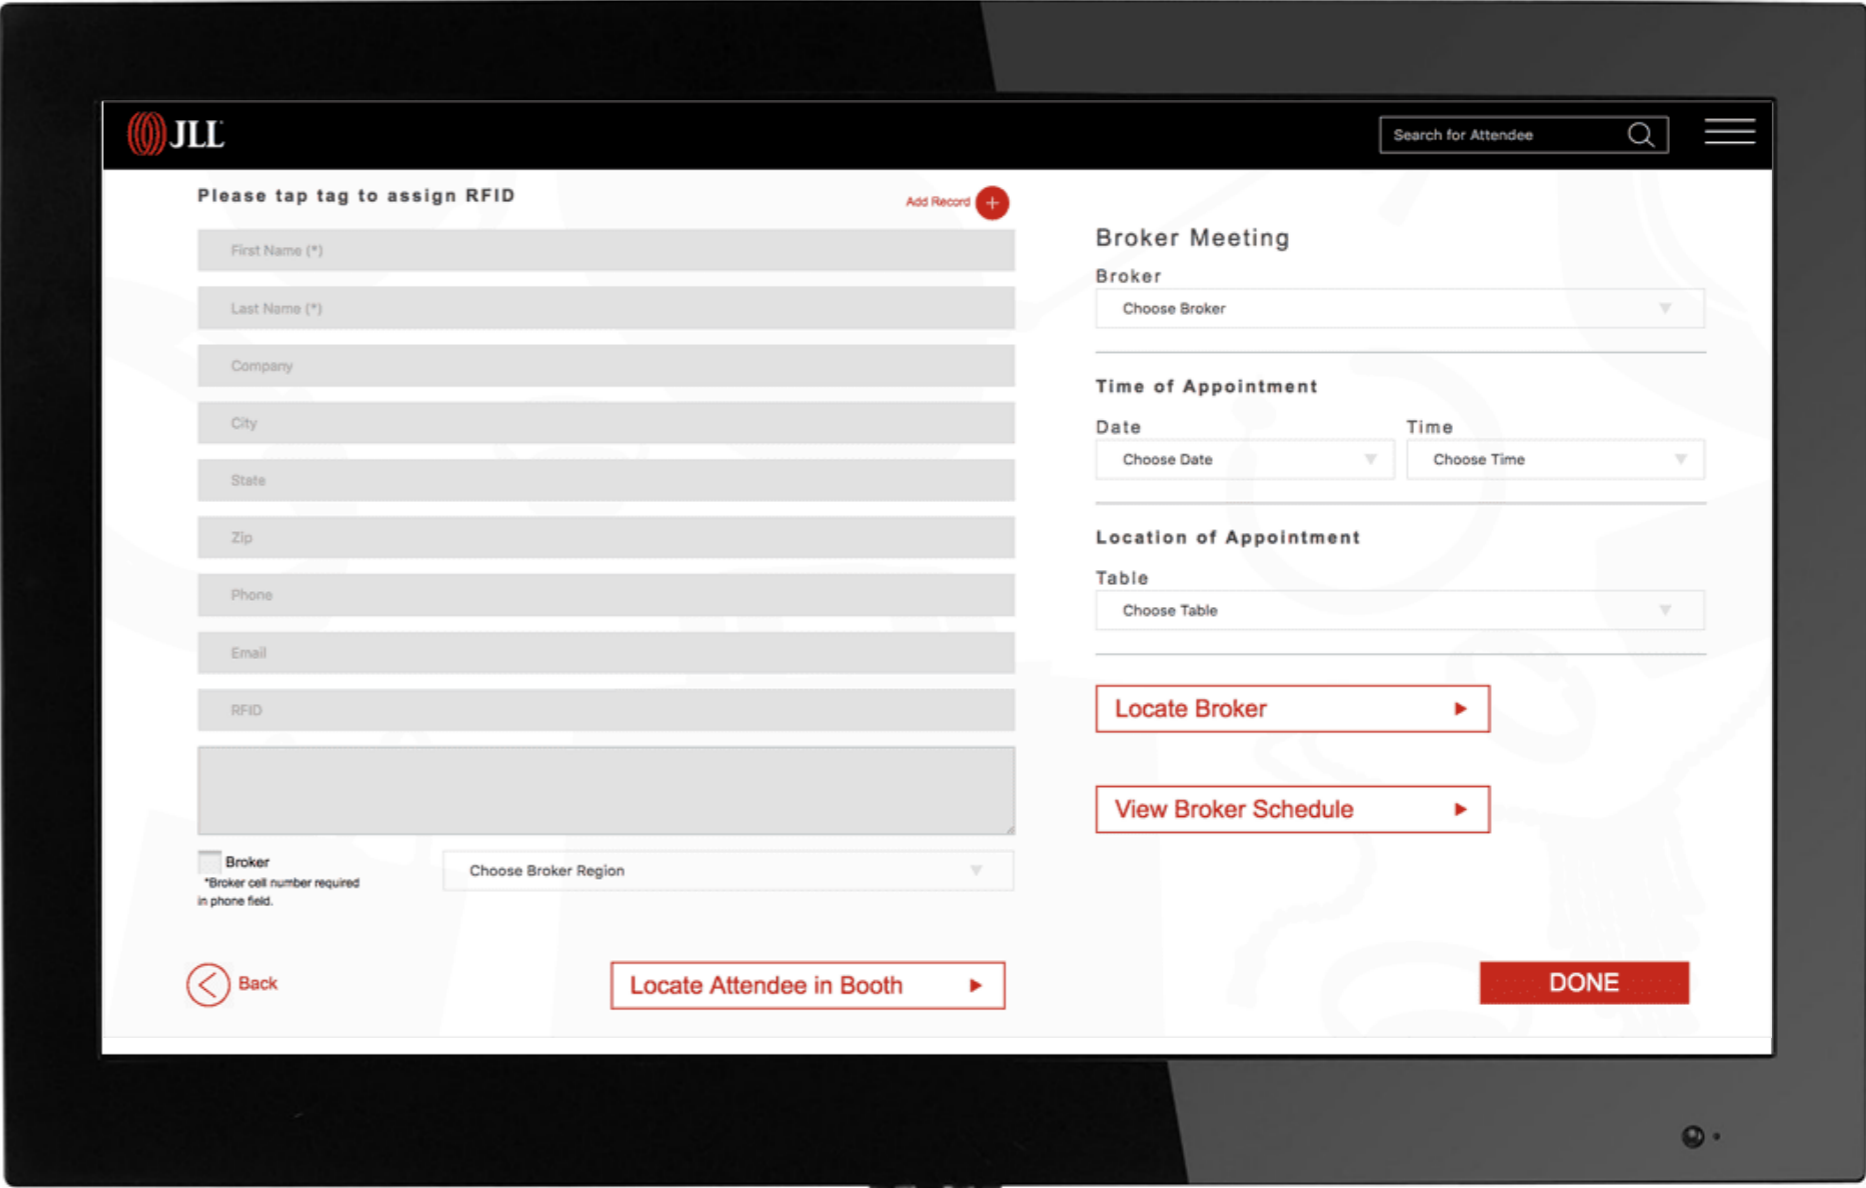 JLL
Search for Attendee
Please tap tag to assign RFID
Add Record
First Name (*)
Last Name (*)
Company
City
State
Zip
Phone
Email
RFID
Broker
*Broker cell number required
in phone field.
Choose Broker Region
Back
Locate Attendee in Booth
Broker Meeting
Broker
Choose Broker
Time of Appointment
Date
Time
Choose Date
Choose Time
Location of Appointment
Table
Choose Table
Locate Broker
View Broker Schedule
DONE